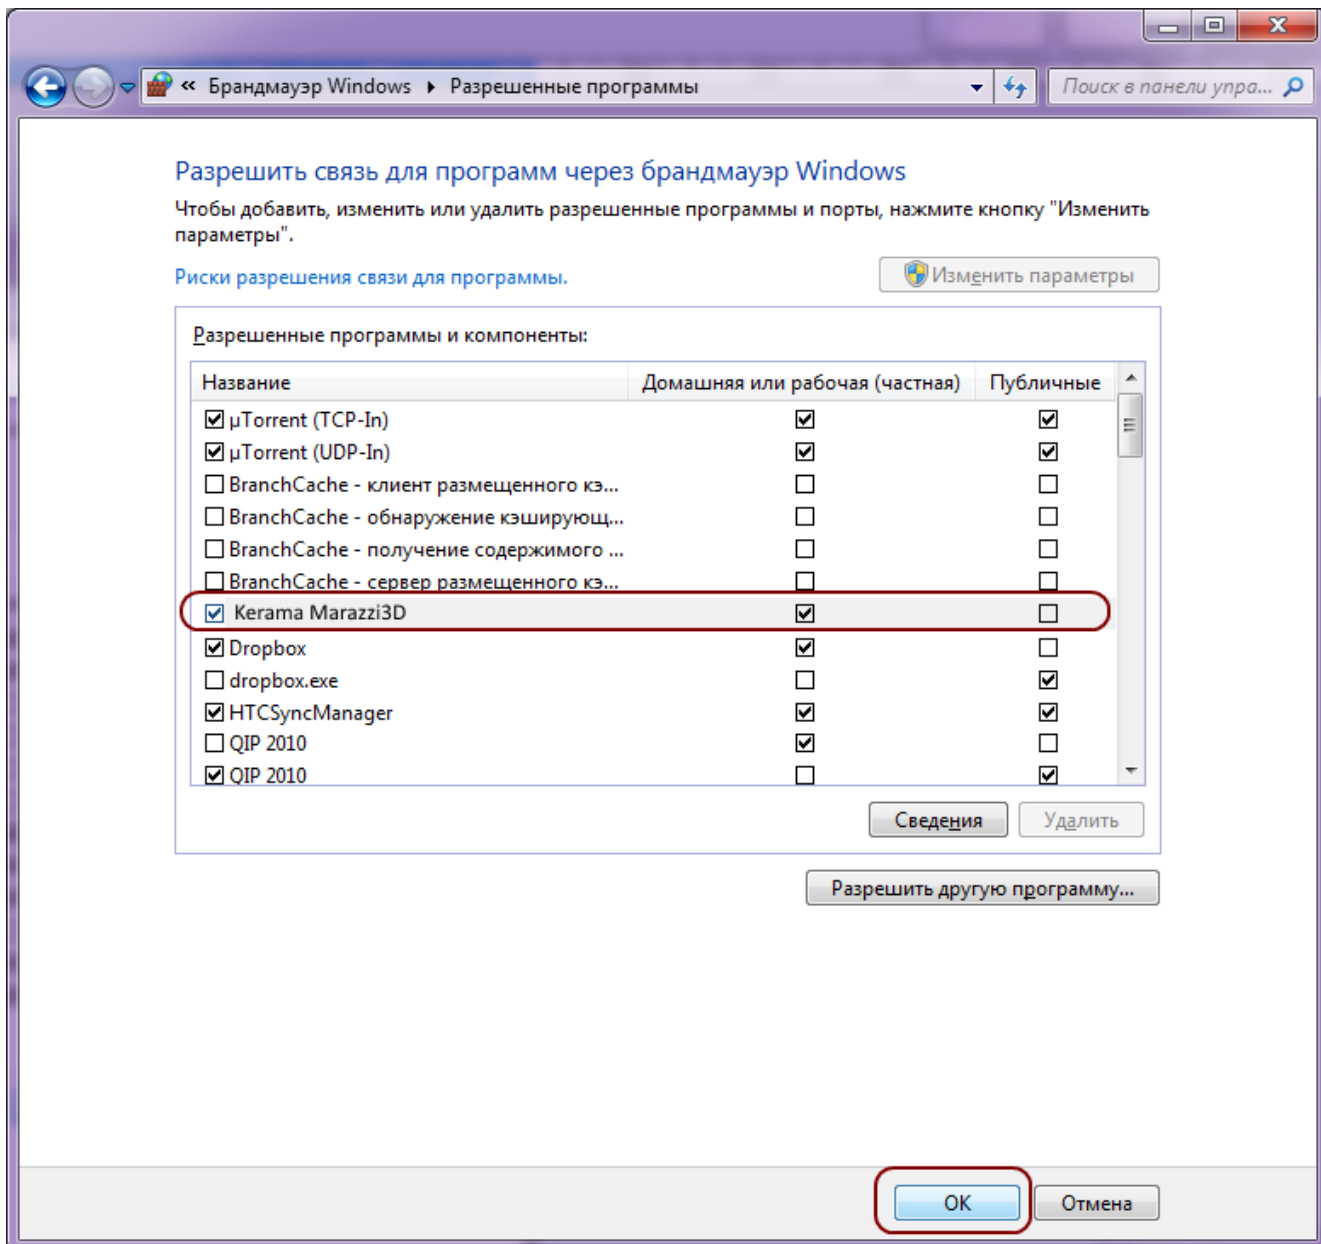 « Брандмауэр Windows Разрешенные программы
Поиск в панели упра...
Разрешить связь для программ через брандмауэр Windows
Чтобы добавить, изменить или удалить разрешенные программы и порты, нажмите кнопку "Изменить
параметры".
Риски разрешения связи для программы.
Изменить параметры
Разрешенные программы и компоненты:
Название Домашняя или рабочая (частная) Публичные
µTorrent (TCP-In)
µTorrent (UDP-In)
BranchCache - клиент размещенного кэ...
BranchCache - обнаружение кэширующ...
BranchCache - получение содержимого ...
BranchCache - сервер размещенного кэ...
Kerama Marazzi3D
Dropbox
dropbox.exe
HTCSyncManager
QIP 2010
QIP 2010
Сведения Удалить
Разрешить другую программу...
ОК Отмена